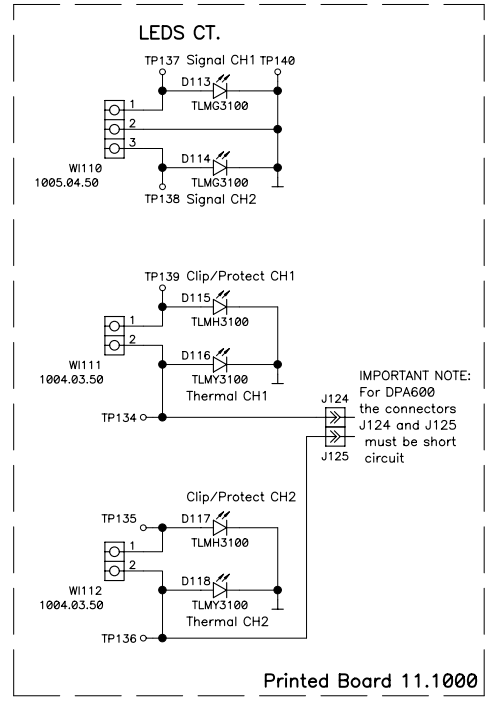 LEDS CT.
TP137 Signal CH1 TP140
D113
TLMG3100
1
2
3
WI110
1005.04.50
D114
TLMG3100
TP138 Signal CH2
TP139 Clip/Protect CH1
D115
TLMH3100
1
2
WI111
1004.03.50
D116
TLMY3100
Thermal CH1
TP134
J124
J125
IMPORTANT NOTE:
For DPA600
the connectors
J124 and J125
must be short
circuit
Clip/Protect CH2
TP135
D117
TLMH3100
1
2
WI112
1004.03.50
D118
TLMY3100
Thermal CH2
TP136
Printed Board 11.1000